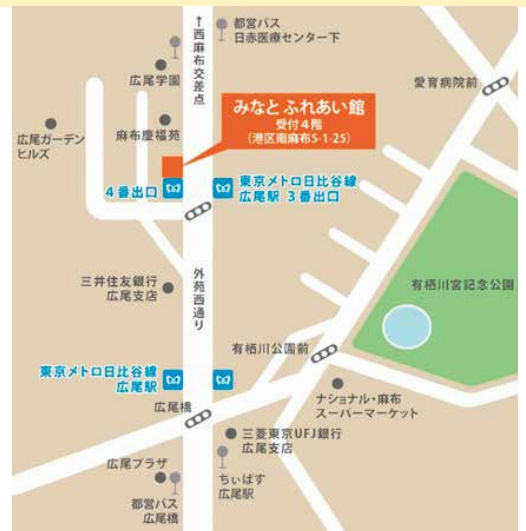 都営バス
日赤医療センター下
↑西麻布交差点
広尾学園
愛育病院前
みなとふれあい館
受付4階
(港区南麻布5-1-25)
広尾ガーデン
ヒルズ
麻布慶福苑
4番出口
東京メトロ日比谷線
広尾駅 3番出口
三井住友銀行
広尾支店
外苑西通り
有栖川宮記念公園
有栖川公園前
東京メトロ日比谷線
広尾駅
広尾橋
ナショナル・麻布
スーパーマーケット
三菱東京UFJ銀行
広尾支店
広尾プラザ
ちぃばす
広尾駅
都営バス
広尾橋